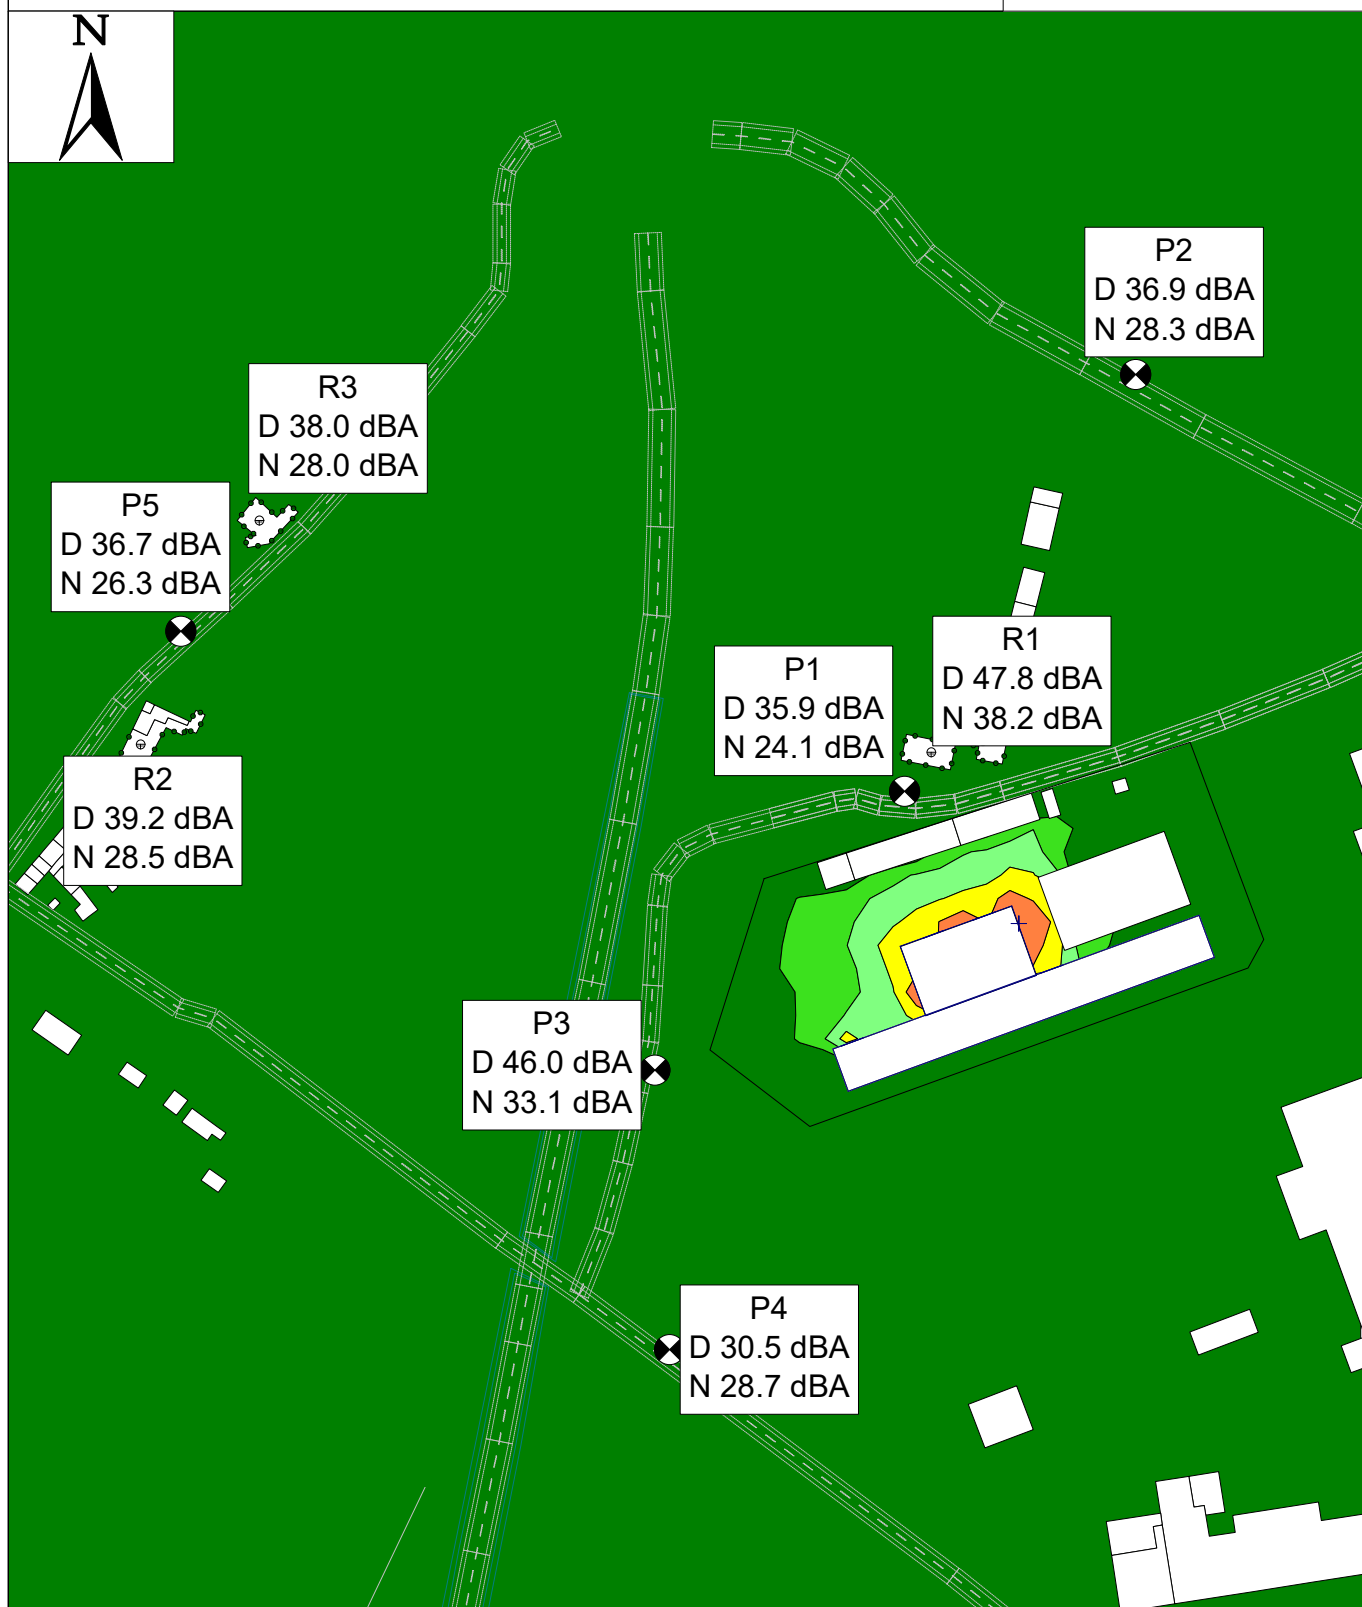 N
P2
D 36.9 dBA
N 28.3 dBA
R3
D 38.0 dBA
N 28.0 dBA
P5
D 36.7 dBA
N 26.3 dBA
R1
D 47.8 dBA
N 38.2 dBA
P1
D 35.9 dBA
N 24.1 dBA
R2
D 39.2 dBA
N 28.5 dBA
P3
D 46.0 dBA
N 33.1 dBA
P4
D 30.5 dBA
N 28.7 dBA